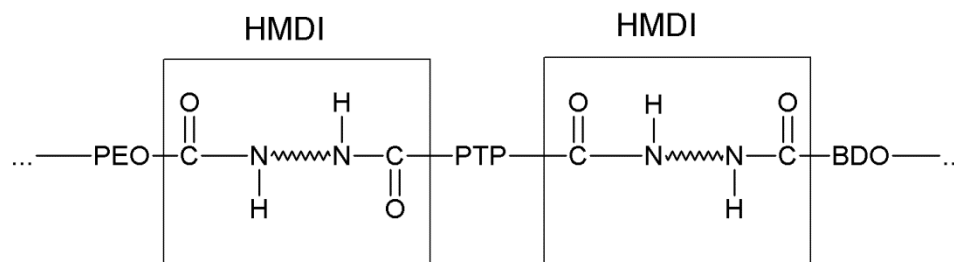 HMDI HMDI
O H H O
... PEO C N N C PTP C N N C BDO ..
H O H